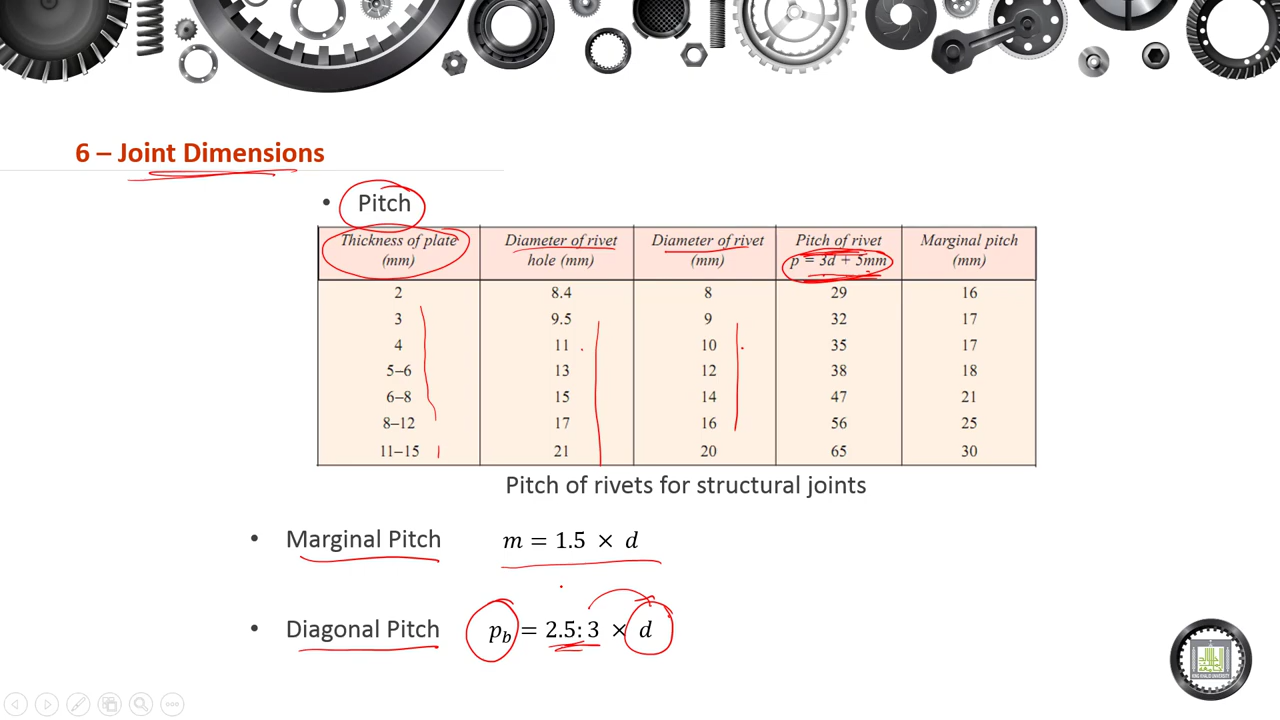 6 – Joint Dimensions
• Pitch
Thickness of plate (mm) Diameter of rivet hole (mm) Diameter of rivet (mm) Pitch of rivet p = 3d + 5mm Marginal pitch (mm)
2 8.4 8 29 16
3 9.5 9 32 17
4 11 10 35 17
5–6 13 12 38 18
6–8 15 14 47 21
8–12 17 16 56 25
11–15 21 20 65 30
Pitch of rivets for structural joints
• Marginal Pitch m = 1.5 × d
• Diagonal Pitch p_b = 2.5: 3 × d
KING KHALID UNIVERSITY